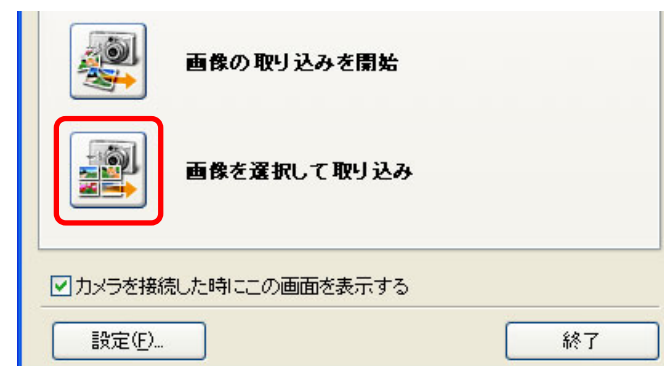 画像の取り込みを開始
画像を選択して取り込み
カメラを接続した時にこの画面を表示する
設定(F)...
終了